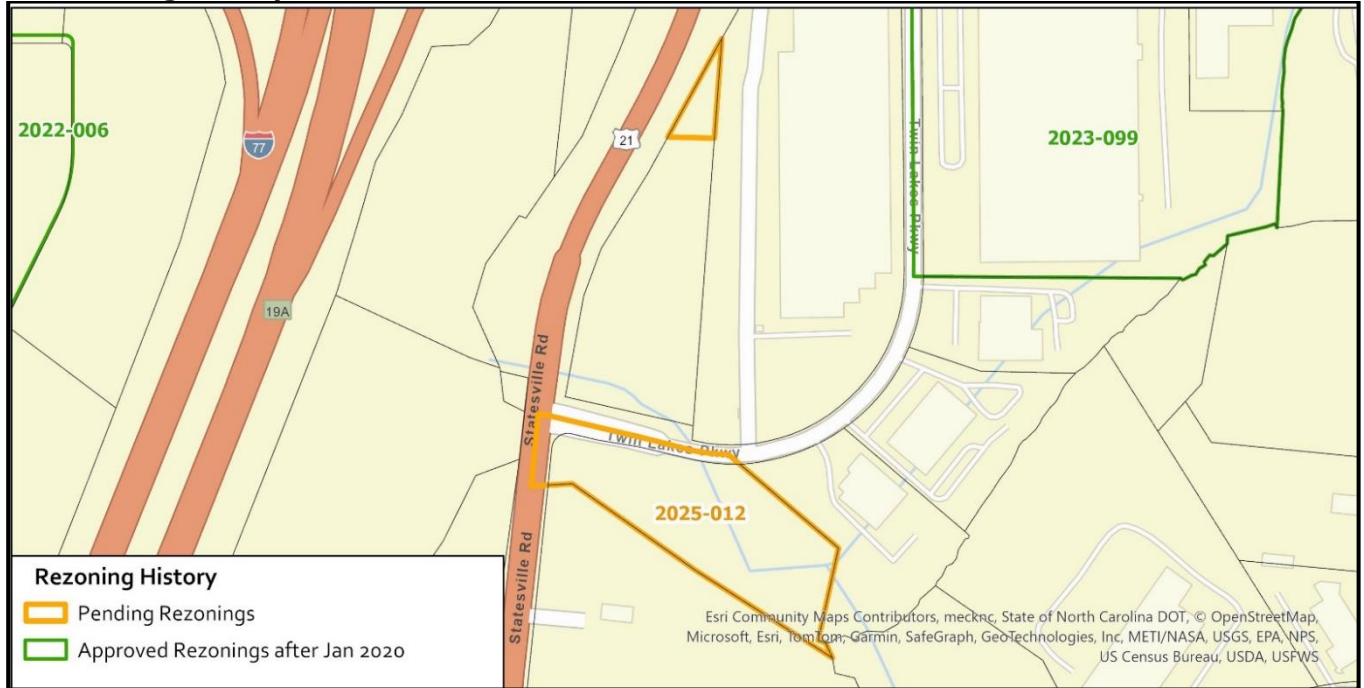 2022-006
77
21
Twin Lakes Pkwy
2023-099
19A
Statesville Rd
Twin Lakes Pkwy
2025-012
Statesville Rd
Rezoning History
Pending Rezonings
Approved Rezonings after Jan 2020
Esri Community Maps Contributors, mecknc, State of North Carolina DOT, © OpenStreetMap,
Microsoft, Esri, TomTom, Garmin, SafeGraph, GeoTechnologies, Inc, METI/NASA, USGS, EPA, NPS,
US Census Bureau, USDA, USFWS